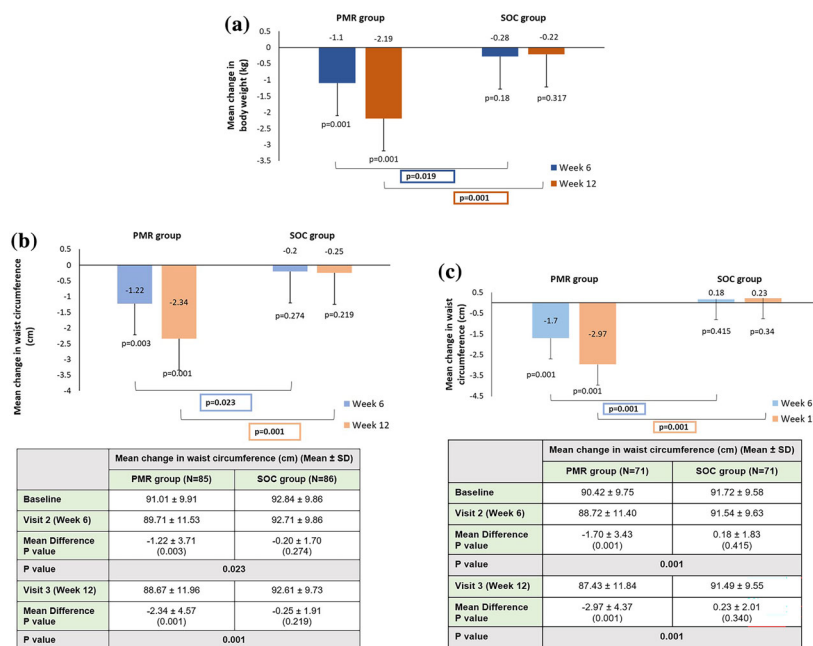 (a)
PMR group
SOC group
-1.1
-2.19
-0.28
-0.22
0.5
0
-0.5
-1
-1.5
-2
-2.5
-3
-3.5
Mean change in
body weight (kg)
p=0.001
p=0.001
p=0.18
p=0.317
Week 6
Week 12
p=0.019
p=0.001
(b)
PMR group
SOC group
0.5
0
-0.5
-1
-1.5
-2
-2.5
-3
-3.5
-4
Mean change in waist circumference
(cm)
-1.22
-2.34
-0.2
-0.25
p=0.003
p=0.001
p=0.274
p=0.219
p=0.023
p=0.001
Week 6
Week 12
Mean change in waist circumference (cm) (Mean ± SD)
PMR group (N=85) SOC group (N=86)
Baseline 91.01 ± 9.91 92.84 ± 9.86
Visit 2 (Week 6) 89.71 ± 11.53 92.71 ± 9.86
Mean Difference -1.22 ± 3.71 -0.20 ± 1.70
P value (0.003) (0.274)
P value 0.023
Visit 3 (Week 12) 88.67 ± 11.96 92.61 ± 9.73
Mean Difference -2.34 ± 4.57 -0.25 ± 1.91
P value (0.001) (0.219)
P value 0.001
(c)
PMR group
SOC group
0.5
-0.5
-1.5
-2.5
-3.5
-4.5
Mean change in waist
circumference (cm)
-1.7
-2.97
0.18
0.23
p=0.001
p=0.001
p=0.415
p=0.34
p=0.001
p=0.001
Week 6
Week 1
Mean change in waist circumference (cm) (Mean ± SD)
PMR group (N=71) SOC group (N=71)
Baseline 90.42 ± 9.75 91.72 ± 9.58
Visit 2 (Week 6) 88.72 ± 11.40 91.54 ± 9.63
Mean Difference -1.70 ± 3.43 0.18 ± 1.83
P value (0.001) (0.415)
P value 0.001
Visit 3 (Week 12) 87.43 ± 11.84 91.49 ± 9.55
Mean Difference -2.97 ± 4.37 0.23 ± 2.01
P value (0.001) (0.340)
P value 0.001